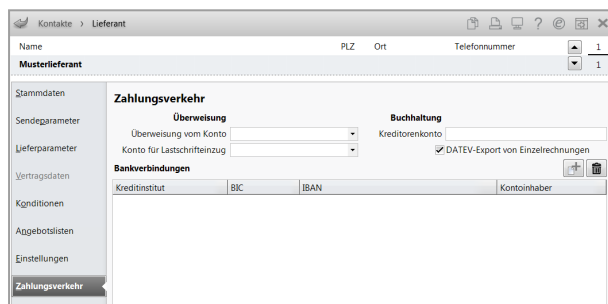 Kontakte › Lieferant
Name PLZ Ort Telefonnummer 1
Musterlieferant 1
Stammdaten
Sendeparameter
Lieferparameter
Vertragsdaten
Konditionen
Angebotslisten
Einstellungen
Zahlungsverkehr
Zahlungsverkehr
Überweisung Buchhaltung
Überweisung vom Konto Kreditorenkonto
Konto für Lastschrifteinzug DATEV-Export von Einzelrechnungen
Bankverbindungen
Kreditinstitut BIC IBAN Kontoinhaber